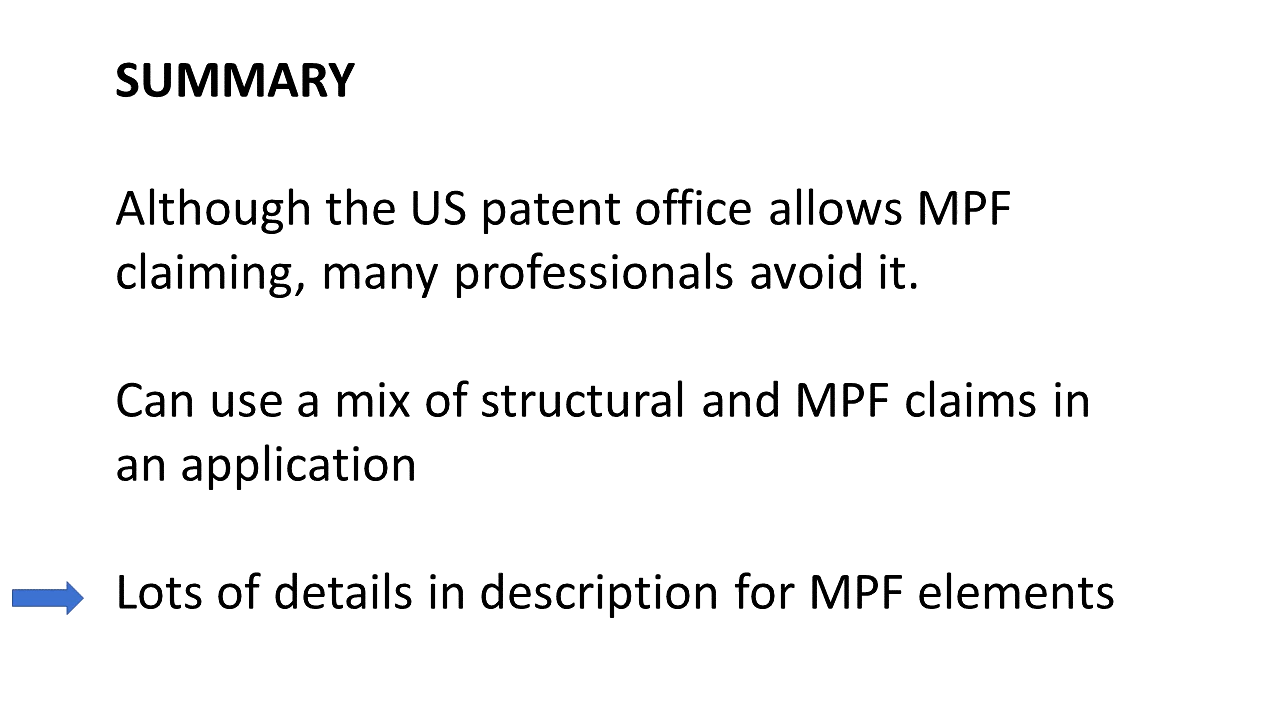 SUMMARY
Although the US patent office allows MPF
claiming, many professionals avoid it.
Can use a mix of structural and MPF claims in
an application
Lots of details in description for MPF elements